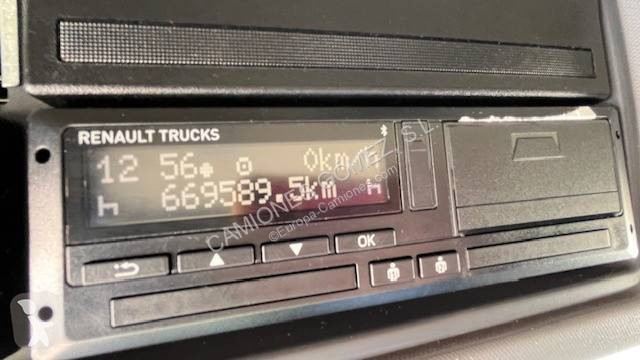 RENAULT TRUCKS
12 56 0km/h
669589.5km
OK
CAMIONES GOMEZ, S.L.
©Europa-Camiones.com